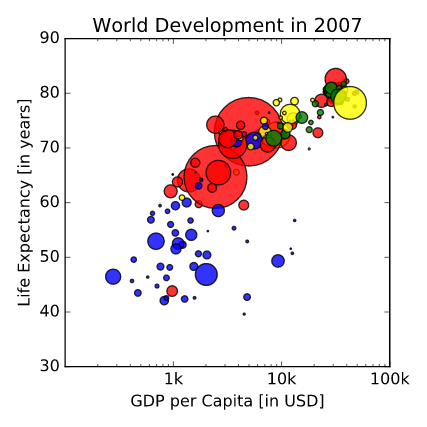 World Development in 2007
90
80
70
60
50
40
30
1k
10k
100k
Life Expectancy [in years]
GDP per Capita [in USD]